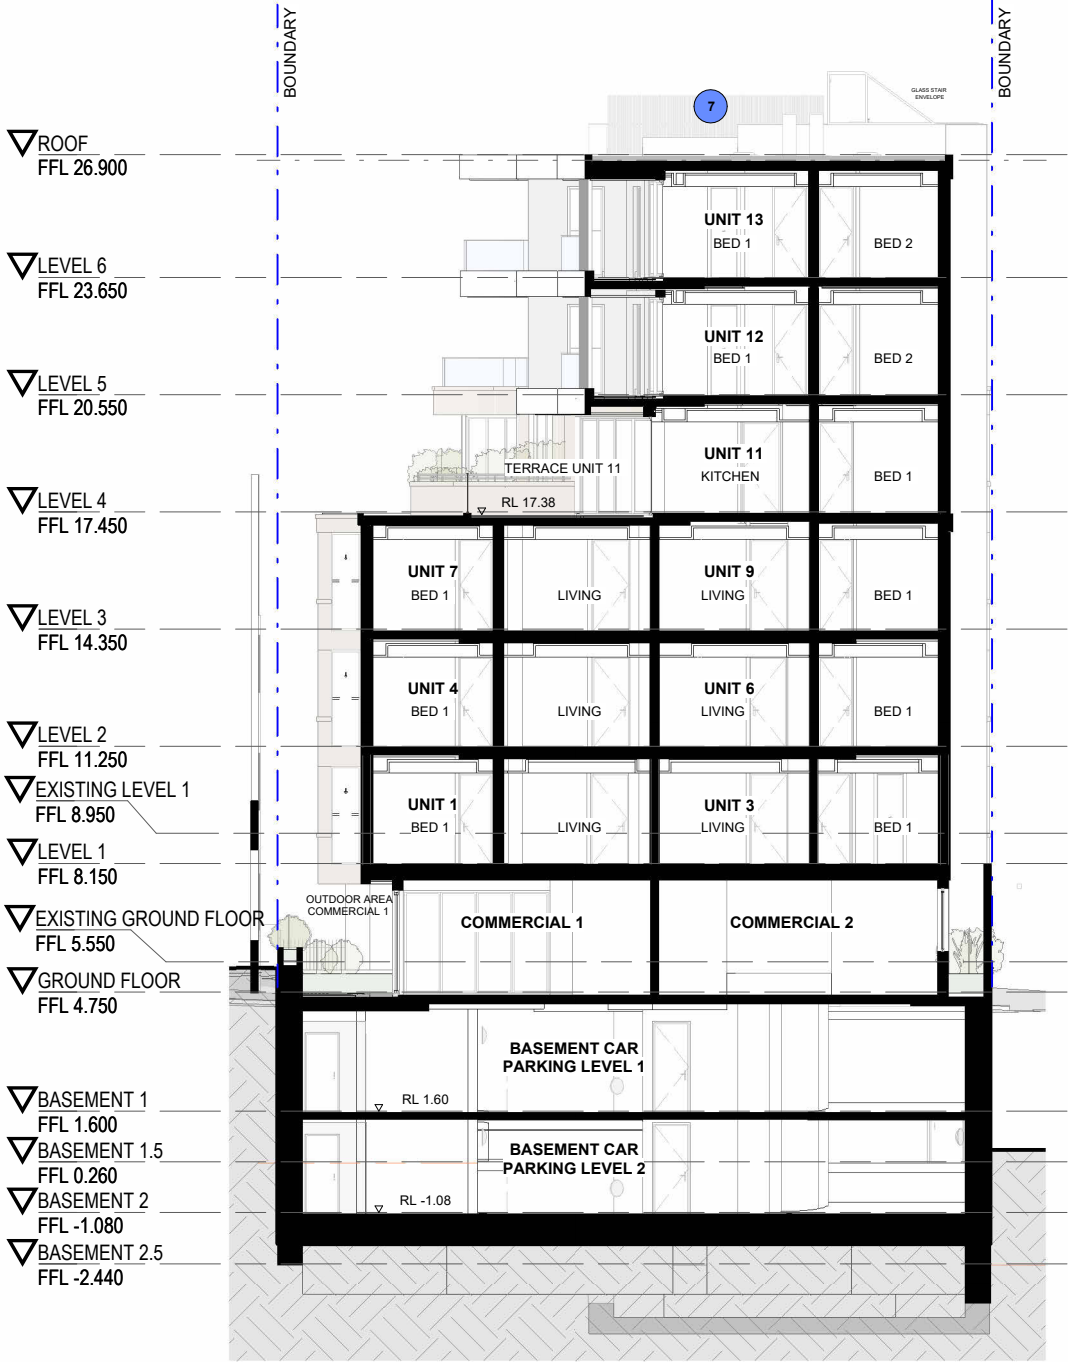 BOUNDARY
BOUNDARY
GLASS STAIR
ENVELOPE
7
ROOF
FFL 26.900
UNIT 13
BED 1
BED 2
LEVEL 6
FFL 23.650
UNIT 12
BED 1
BED 2
LEVEL 5
FFL 20.550
UNIT 11
KITCHEN
BED 1
TERRACE UNIT 11
RL 17.38
LEVEL 4
FFL 17.450
UNIT 7
BED 1
LIVING
UNIT 9
LIVING
BED 1
LEVEL 3
FFL 14.350
UNIT 4
BED 1
LIVING
UNIT 6
LIVING
BED 1
LEVEL 2
FFL 11.250
EXISTING LEVEL 1
FFL 8.950
UNIT 1
BED 1
LIVING
UNIT 3
LIVING
BED 1
LEVEL 1
FFL 8.150
OUTDOOR AREA
COMMERCIAL 1
COMMERCIAL 1
COMMERCIAL 2
EXISTING GROUND FLOOR
FFL 5.550
GROUND FLOOR
FFL 4.750
BASEMENT CAR
PARKING LEVEL 1
RL 1.60
BASEMENT 1
FFL 1.600
BASEMENT 1.5
FFL 0.260
BASEMENT CAR
PARKING LEVEL 2
RL -1.08
BASEMENT 2
FFL -1.080
BASEMENT 2.5
FFL -2.440